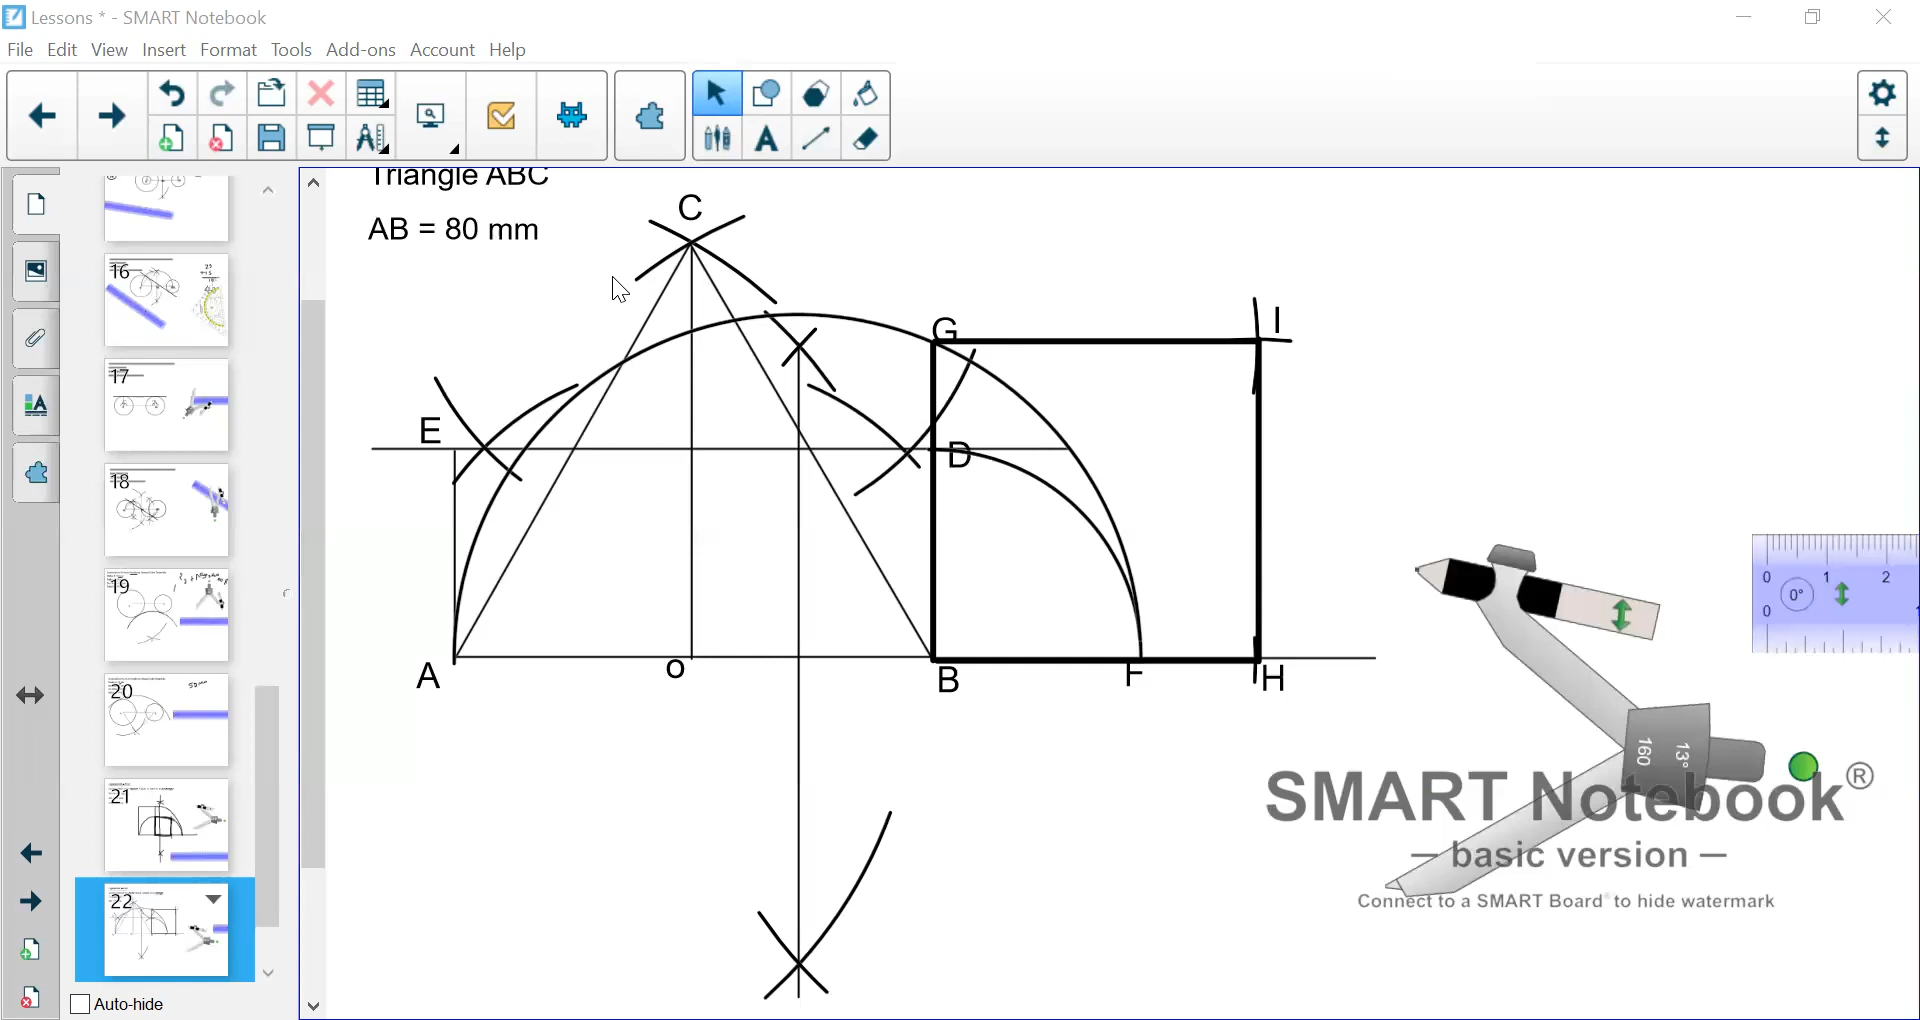 Lessons * - SMART Notebook
File Edit View Insert Format Tools Add-ons Account Help
Triangle ABC
AB = 80 mm
C
G
I
E
D
A
o
B
F
H
16
17
18
19
20
50mm
21
22
Auto-hide
0 1 2
0°
0
160
13°
SMART Notebook®
— basic version —
Connect to a SMART Board® to hide watermark